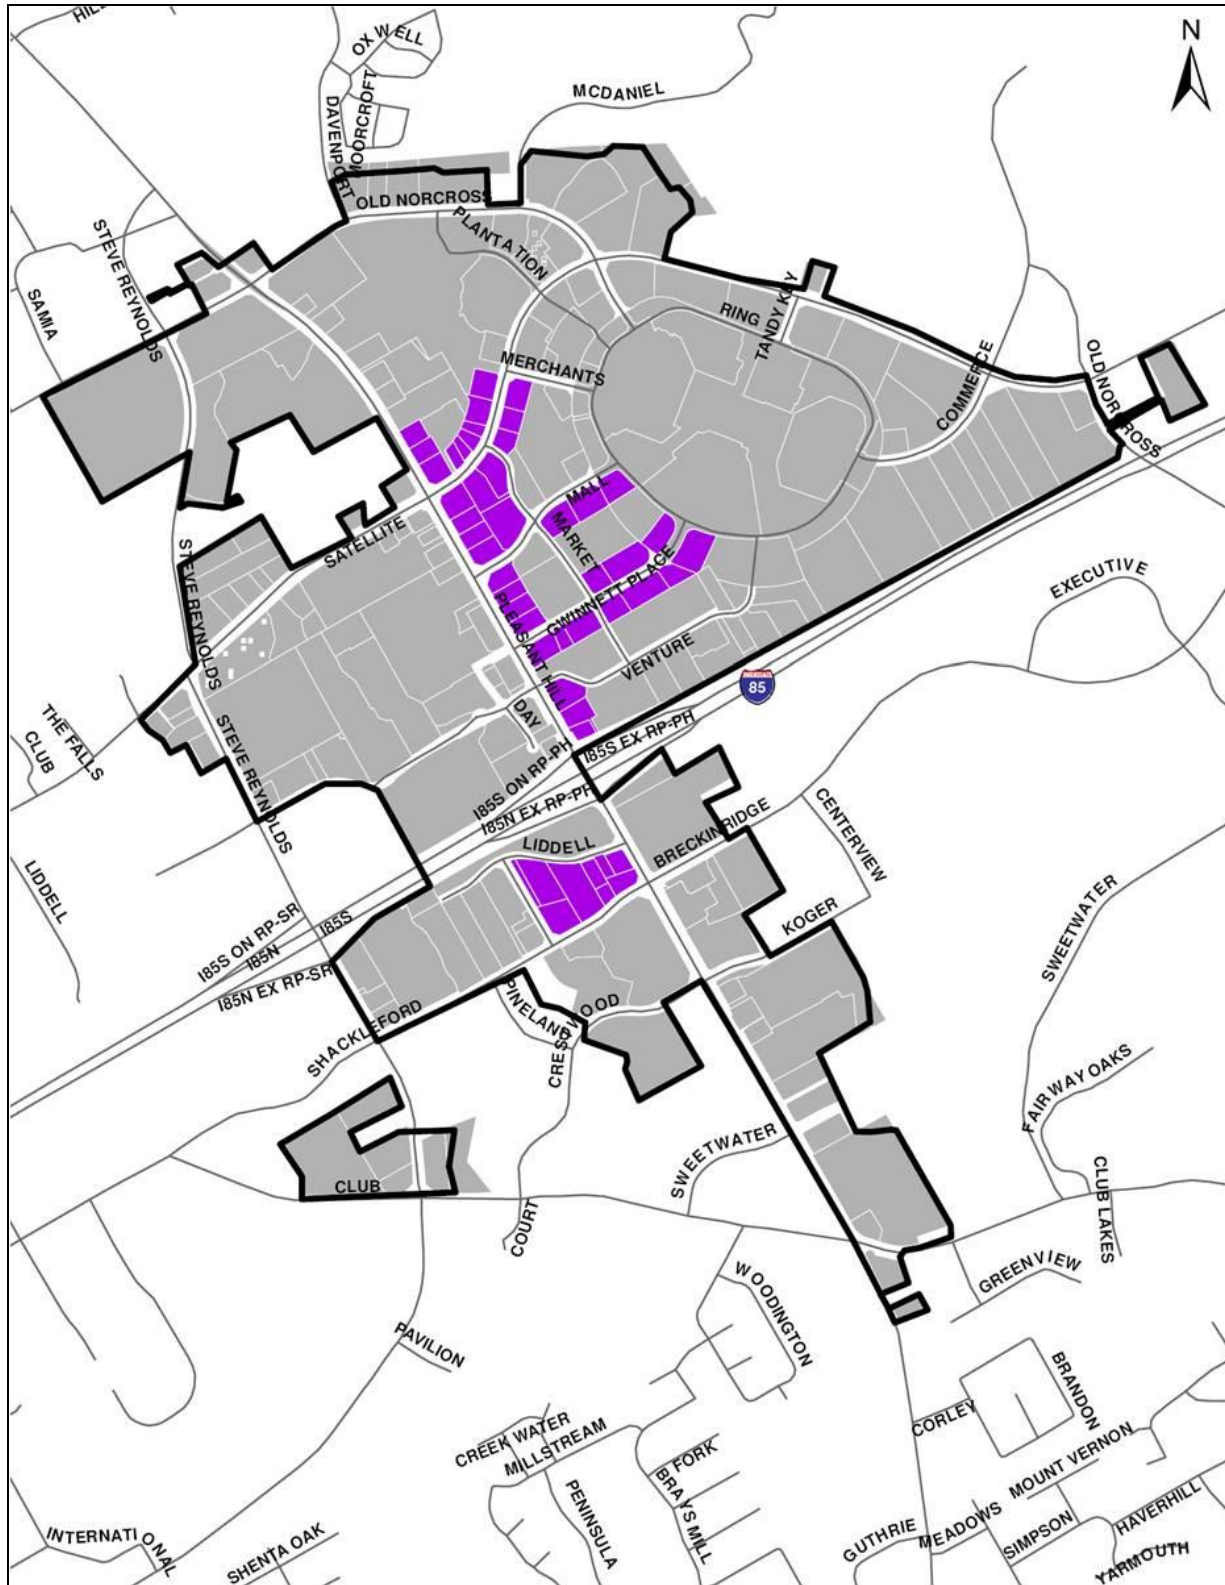 HILL
N
OX WELL
MCDANIEL
MOORCROFT
DAVENPORT
OLD NORCROSS
PLANTATION
STEVE REYNOLDS
SAMIA
RING
TANDY KEY
MERCHANTS
COMMERCE
OLD NORCROSS
MALL
MARKET
SATELLITE
STEVE REYNOLDS
GWINNETT PLACE
PLEASANT HILL
EXECUTIVE
VENTURE
INTERSTATE
85
DAY
THE FALLS
CLUB
STEVE REYNOLDS
I85S EX RP-PH
I85S ON RP-PH
I85N EX RP-PH
LIDDELL
BRECKINRIDGE
CENTERVIEW
LIDDELL
KOGER
SWEETWATER
I85S ON RP-SR
I85N
I85S
I85N EX RP-SR
SHACKLEFORD
PINELAND
CRESTWOOD
FAIRWAY OAKS
SWEETWATER
CLUB
CLUB LAKES
COURT
GREENVIEW
WOODINGTON
PAVILION
BRANDON
CORLEY
CREEK WATER
MILLSTREAM
FORK
BRAYS MILL
PENINSULA
MOUNT VERNON
MEADOWS
HAVERHILL
SIMPSON
GUTHRIE
YARMOUTH
INTERNATIONAL
SHENTA OAK